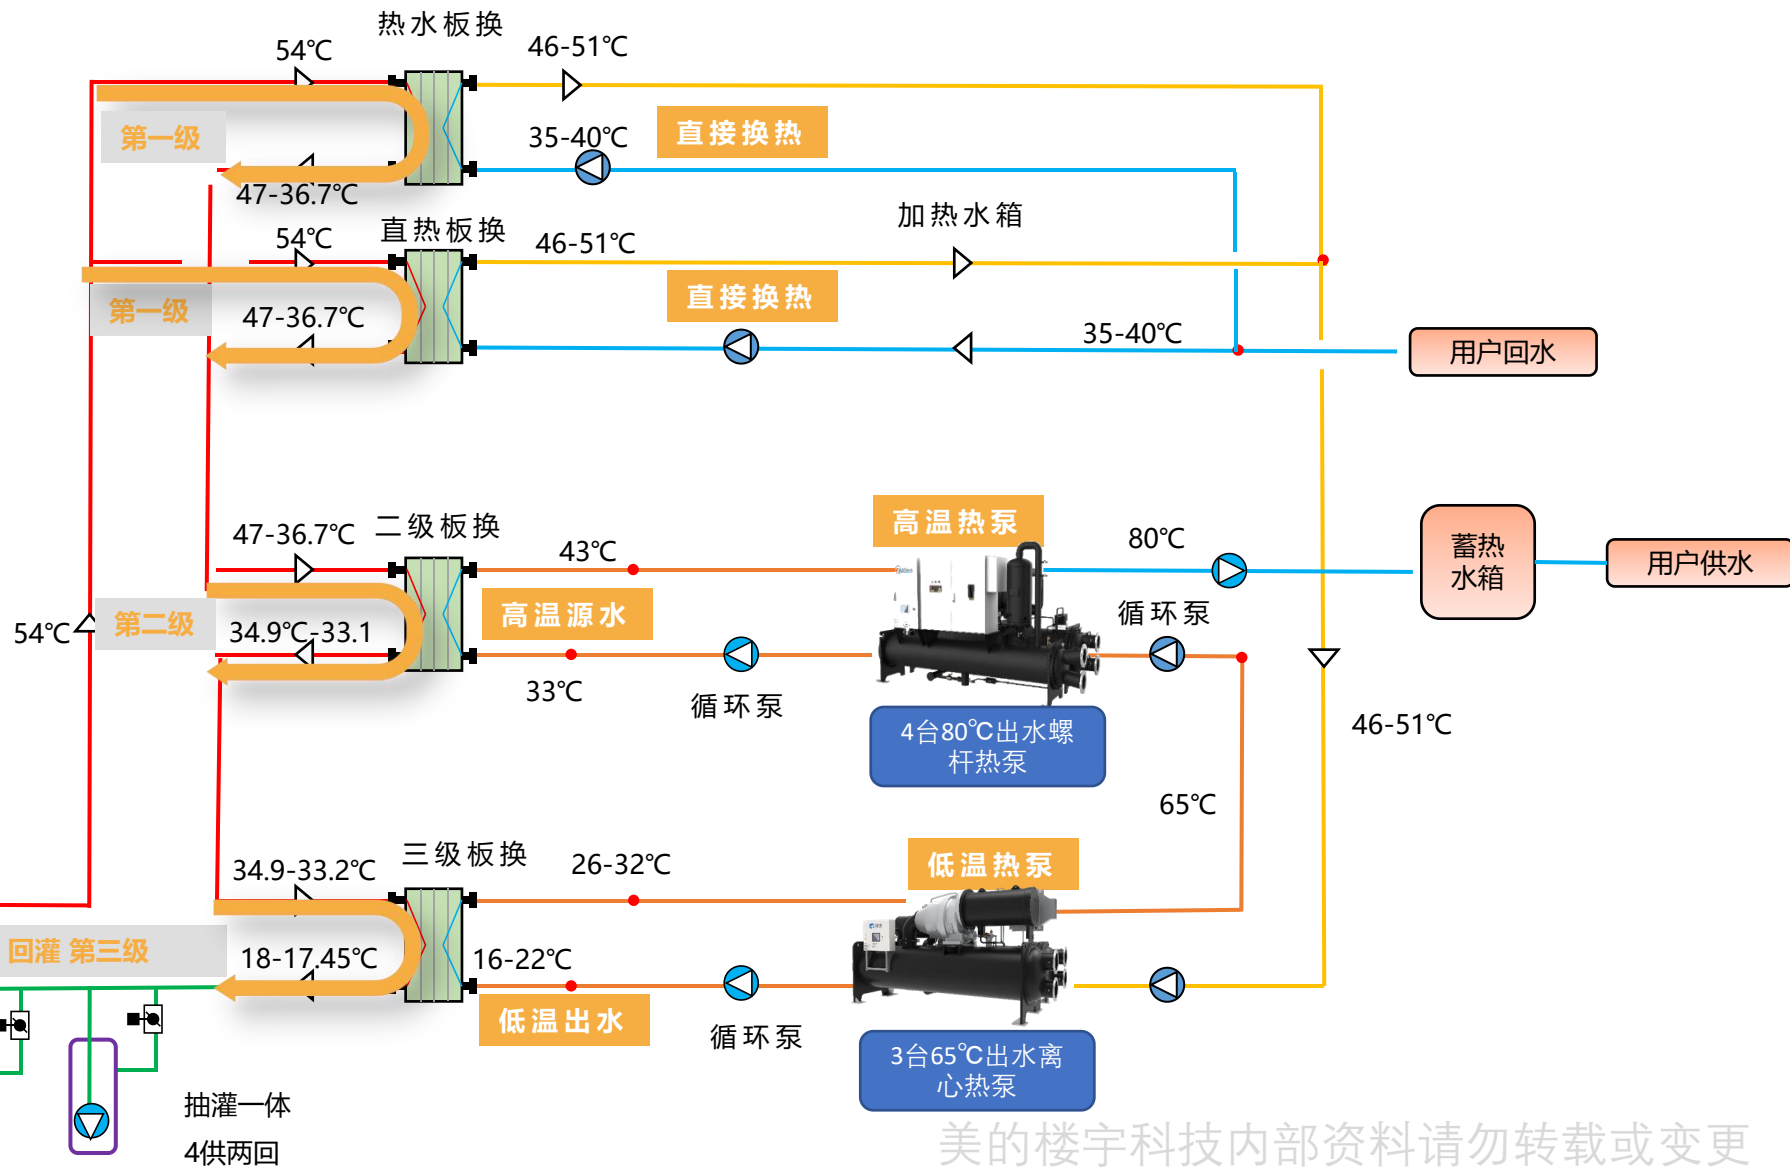 热水板换
54℃
46-51℃
第一级
直接换热
35-40℃
47-36.7℃
直热板换
加热水箱
54℃
46-51℃
第一级
直接换热
47-36.7℃
35-40℃
用户回水
二级板换
高温热泵
47-36.7℃
43℃
80℃
蓄热
水箱
用户供水
第二级
高温源水
循环泵
54℃
34.9℃-33.1
33℃
循环泵
4台80℃出水螺
杆热泵
46-51℃
65℃
三级板换
低温热泵
34.9-33.2℃
26-32℃
回灌 第三级
18-17.45℃
16-22℃
低温出水
循环泵
3台65℃出水离
心热泵
抽灌一体
4供两回
美的楼宇科技内部资料请勿转载或变更